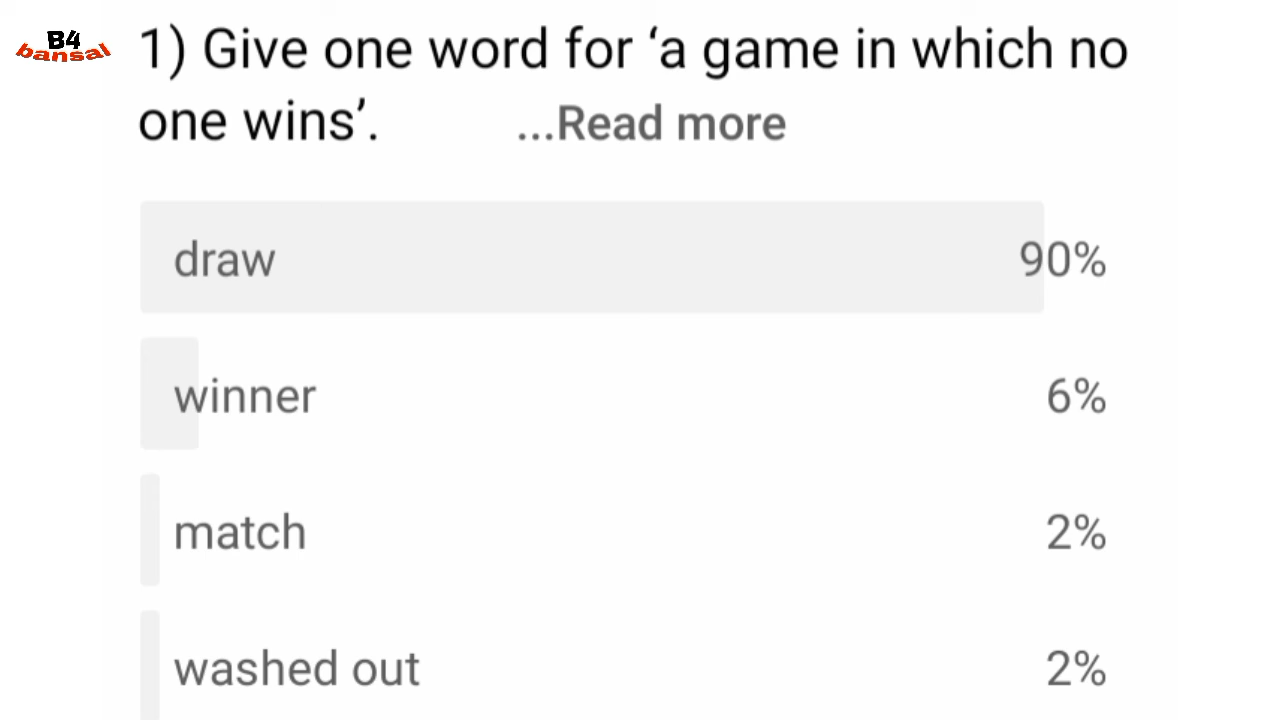 B4
bansal
1) Give one word for ‘a game in which no
one wins’. ...Read more
draw 90%
winner 6%
match 2%
washed out 2%